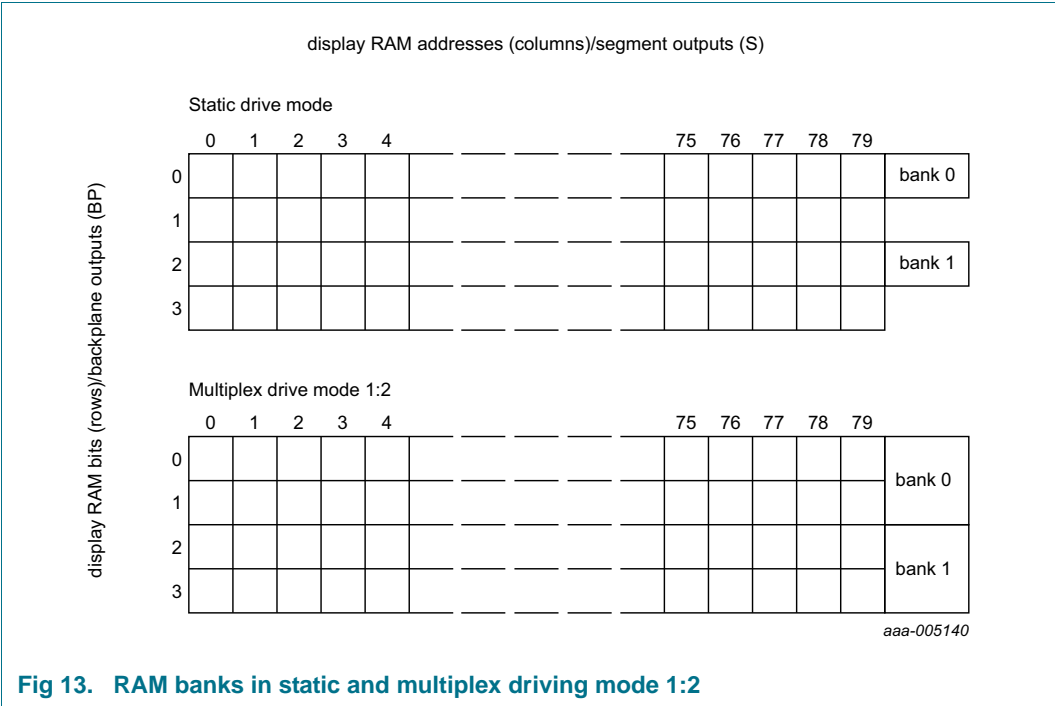 display RAM addresses (columns)/segment outputs (S)
display RAM bits (rows)/backplane outputs (BP)
Static drive mode
0 1 2 3 4 75 76 77 78 79
0 bank 0
1
2 bank 1
3
Multiplex drive mode 1:2
0 1 2 3 4 75 76 77 78 79
0
bank 0
1
2
bank 1
3
aaa-005140
Fig 13. RAM banks in static and multiplex driving mode 1:2